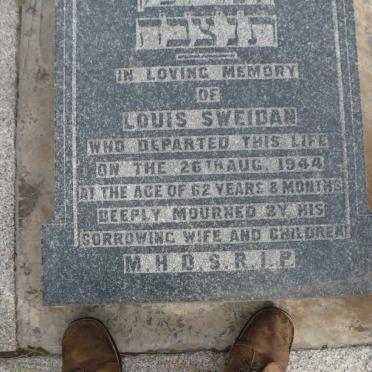 תנצבה
IN LOVING MEMORY
OF
LOUIS SWEIDAN
WHO DEPARTED THIS LIFE
ON THE 26TH AUG. 1944
AT THE AGE OF 62 YEARS & MONTHS
DEEPLY MOURNED BY HIS
SORROWING WIFE AND CHILDREN
M.H.D.S.R.I.P.